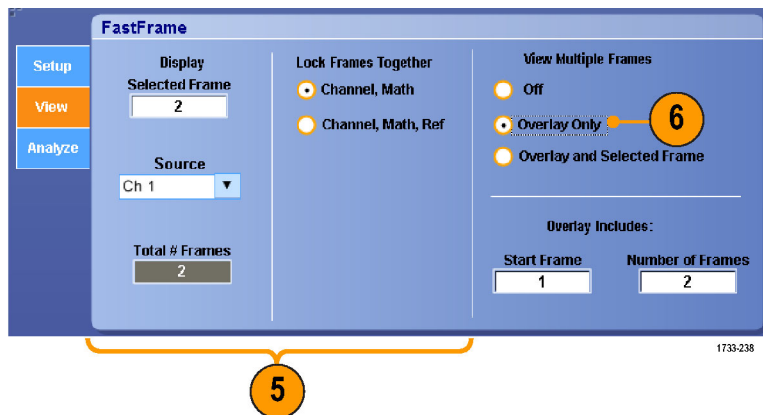 FastFrame
Setup
View
Analyze
Display
Selected Frame
2
Source
Ch 1
Total # Frames
2
Lock Frames Together
Channel, Math
Channel, Math, Ref
View Multiple Frames
Off
Overlay Only
6
Overlay and Selected Frame
Overlay Includes:
Start Frame
1
Number of Frames
2
1733-238
5